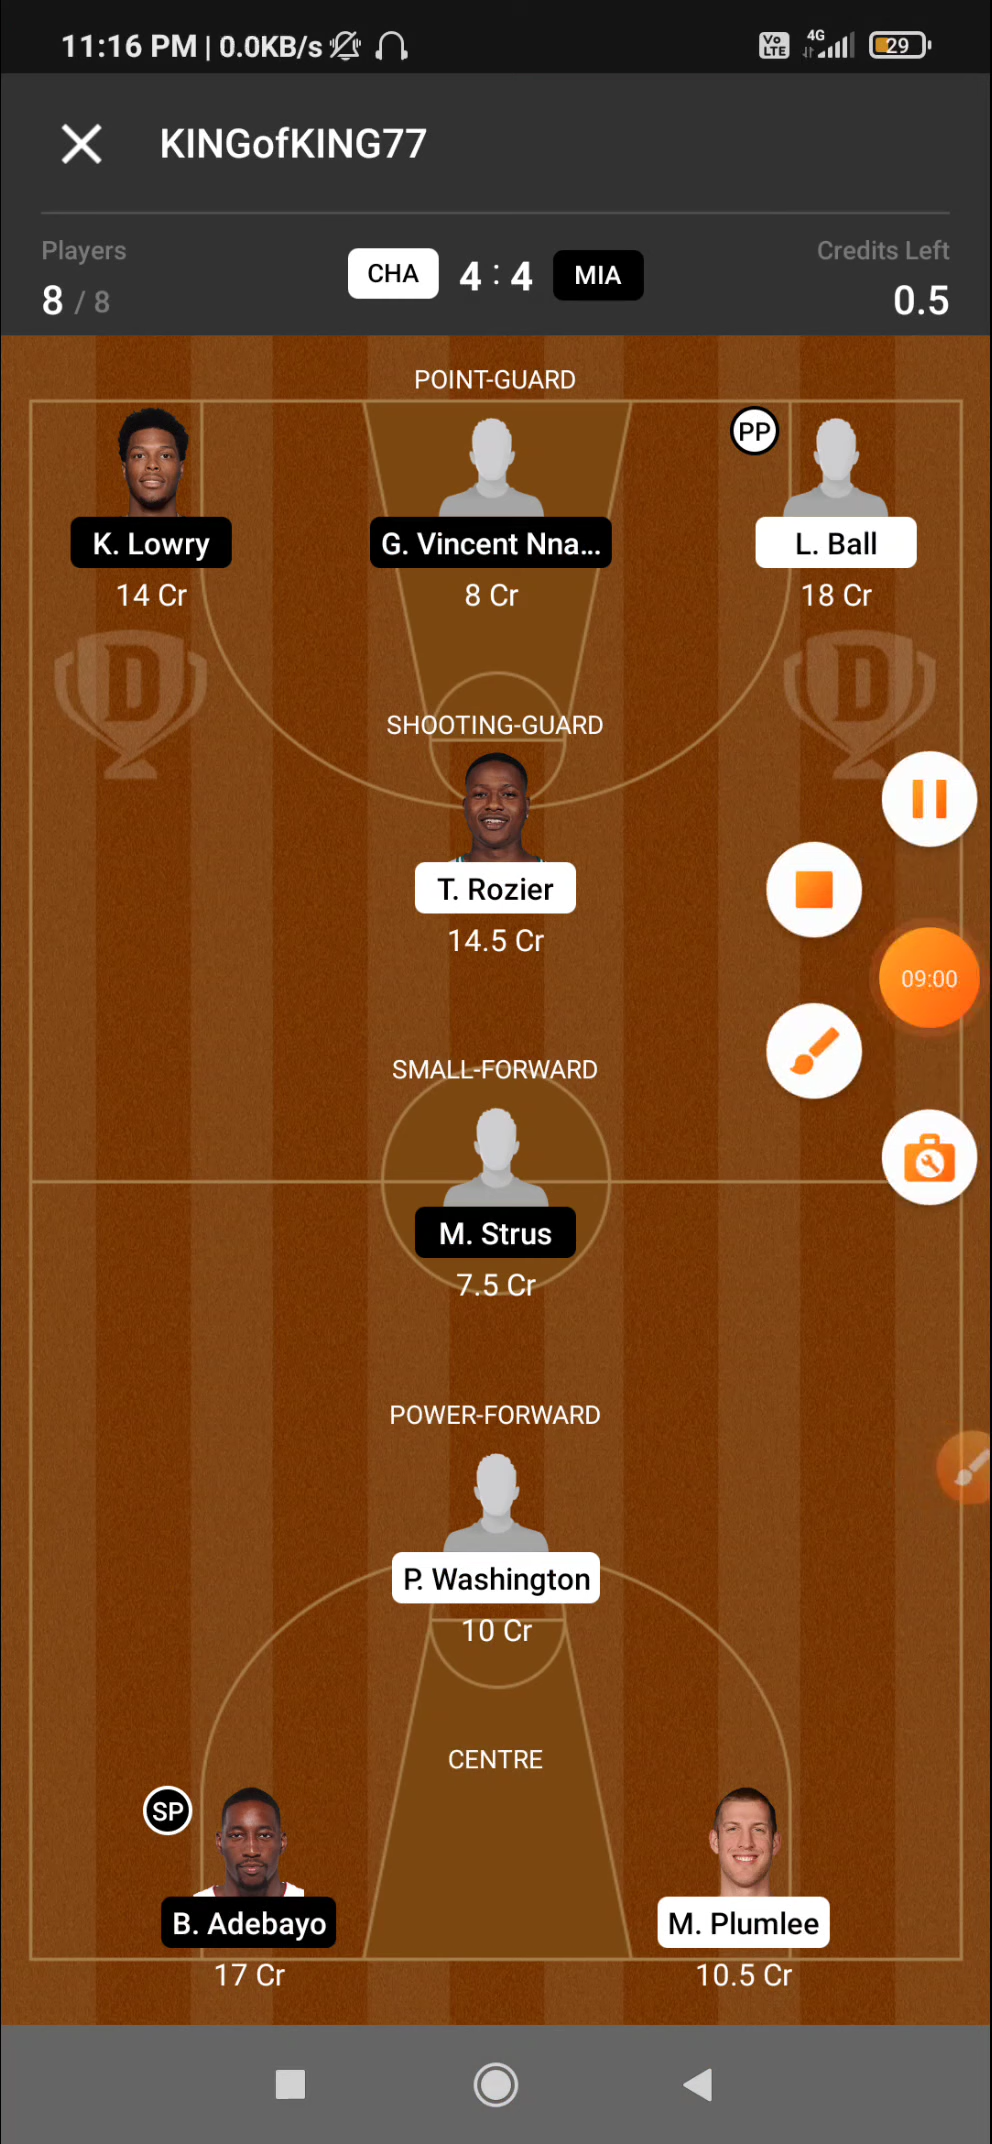 11:16 PM | 0.0KB/s
Vo LTE 4G 29
KINGofKING77
Players
Credits Left
8 / 8
CHA 4 : 4 MIA
0.5
POINT-GUARD
PP
K. Lowry
G. Vincent Nna...
L. Ball
14 Cr
8 Cr
18 Cr
D
D
SHOOTING-GUARD
T. Rozier
14.5 Cr
09:00
SMALL-FORWARD
M. Strus
7.5 Cr
POWER-FORWARD
P. Washington
10 Cr
CENTRE
SP
B. Adebayo
M. Plumlee
17 Cr
10.5 Cr